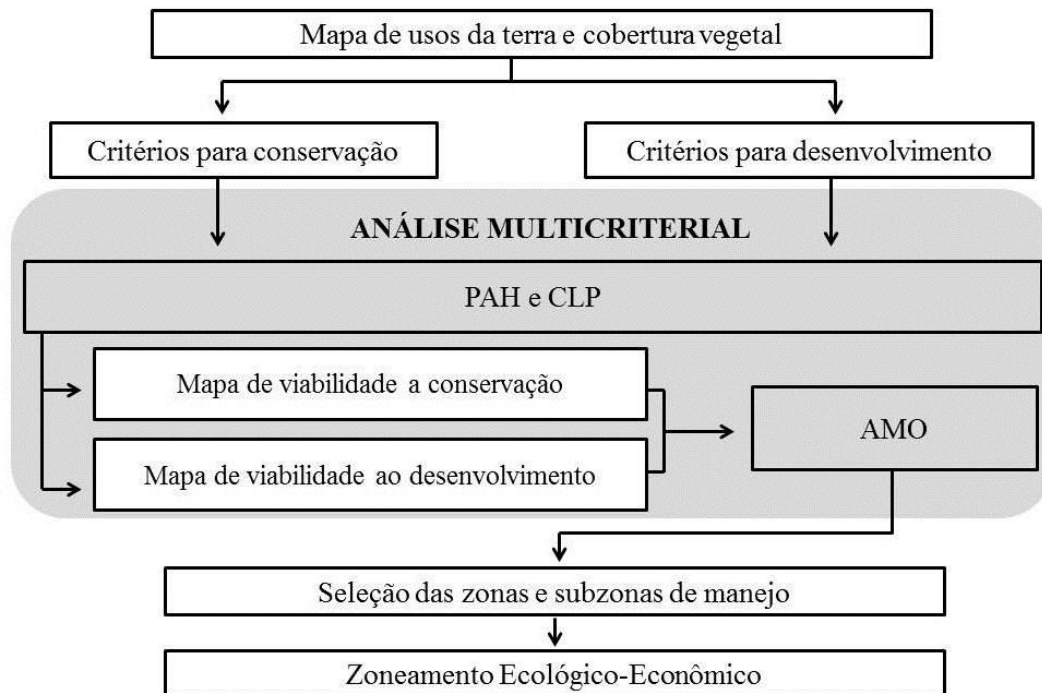 Mapa de usos da terra e cobertura vegetal
Critérios para conservação
Critérios para desenvolvimento
ANÁLISE MULTICRITERIAL
PAH e CLP
Mapa de viabilidade a conservação
AMO
Mapa de viabilidade ao desenvolvimento
Seleção das zonas e subzonas de manejo
Zoneamento Ecológico-Econômico